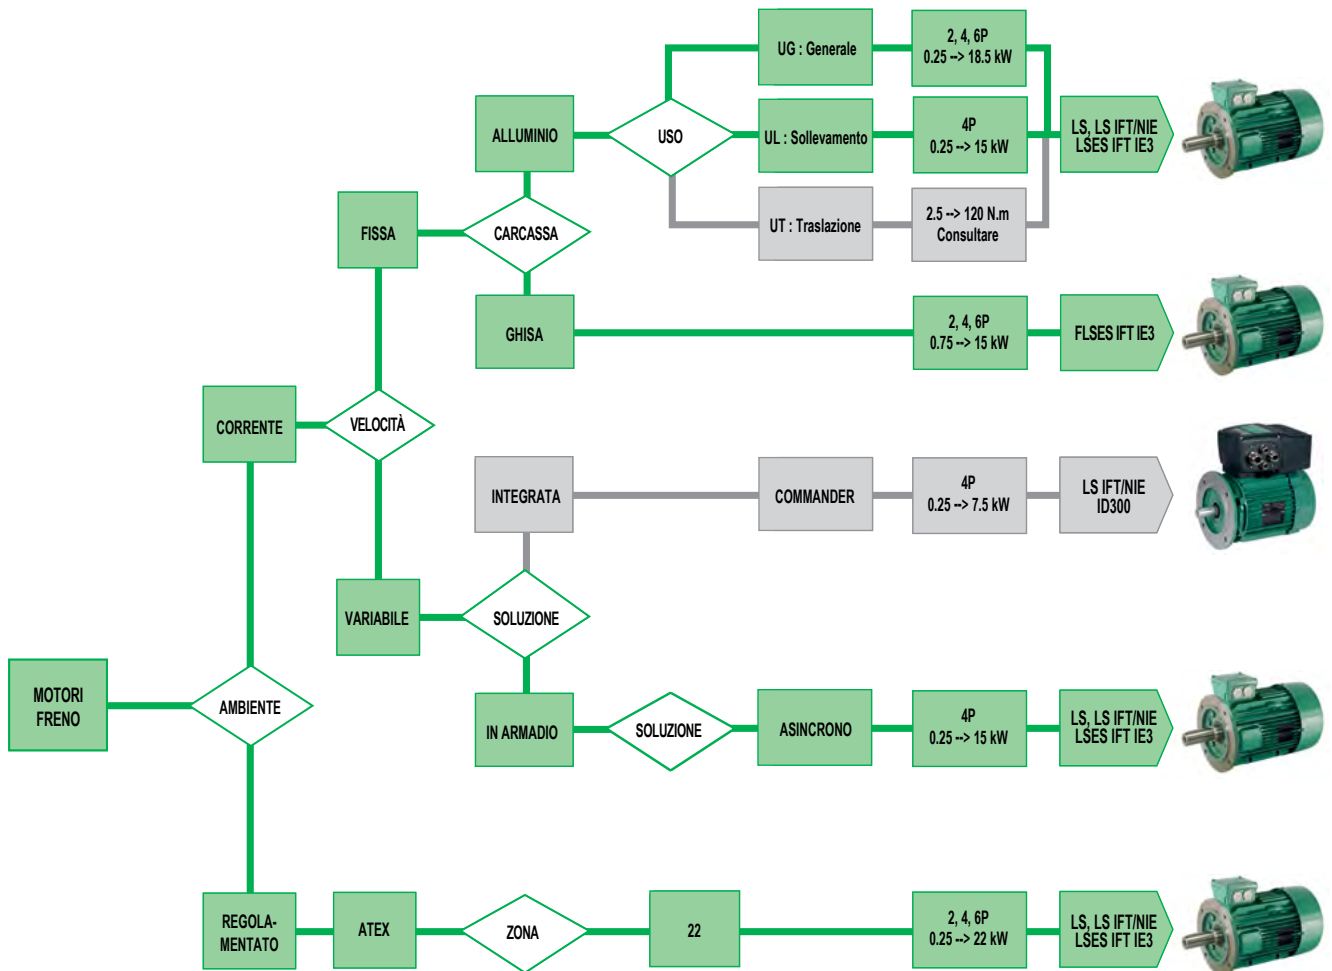 UG : Generale
2, 4, 6P
0.25 --> 18.5 kW
ALLUMINIO
USO
UL : Sollevamento
4P
0.25 --> 15 kW
LS, LS IFT/NIE
LSES IFT IE3
FISSA
CARCASSA
UT : Traslazione
2.5 --> 120 N.m
Consultare
GHISA
2, 4, 6P
0.75 --> 15 kW
FLSES IFT IE3
CORRENTE
VELOCITÀ
INTEGRATA
COMMANDER
4P
0.25 --> 7.5 kW
LS IFT/NIE
ID300
VARIABILE
SOLUZIONE
MOTORI
FRENO
AMBIENTE
IN ARMADIO
SOLUZIONE
ASINCRONO
4P
0.25 --> 15 kW
LS, LS IFT/NIE
LSES IFT IE3
REGOLA-
MENTATO
ATEX
ZONA
22
2, 4, 6P
0.25 --> 22 kW
LS, LS IFT/NIE
LSES IFT IE3